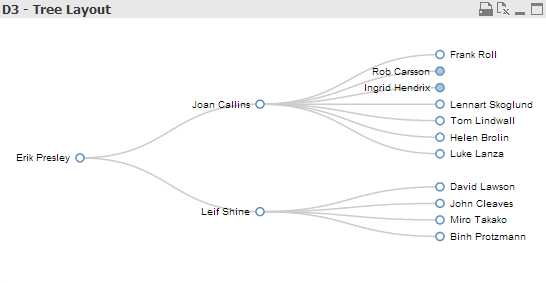 D3 - Tree Layout
Frank Roll
Rob Carsson
Ingrid Hendrix
Joan Callins
Lennart Skoglund
Tom Lindwall
Helen Brolin
Luke Lanza
Erik Presley
David Lawson
John Cleaves
Leif Shine
Miro Takako
Binh Protzmann